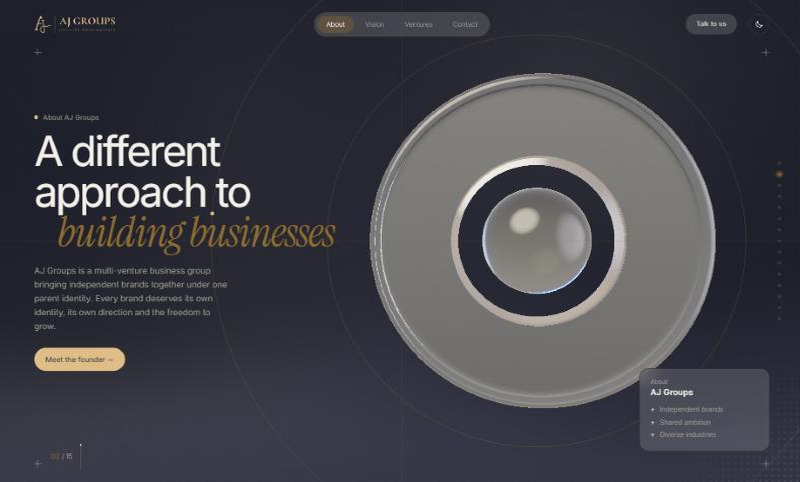 AJ GROUPS
About
Vision
Ventures
Contact
Talk to us
About AJ Groups
A different
approach to
building businesses
AJ Groups is a multi-venture business group
bringing independent brands together under one
parent identity. Every brand deserves its own
identity, its own direction and the freedom to
grow.
Meet the founder →
About
AJ Groups
+ Independent brands
+ Shared ambition
+ Diverse industries
/ 15